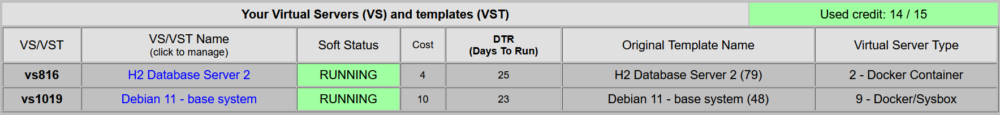 Your Virtual Servers (VS) and templates (VST) Used credit: 14 / 15
VS/VST VS/VST Name (click to manage) Soft Status Cost DTR (Days To Run) Original Template Name Virtual Server Type
vs816 H2 Database Server 2 RUNNING 4 25 H2 Database Server 2 (79) 2 - Docker Container
vs1019 Debian 11 - base system RUNNING 10 23 Debian 11 - base system (48) 9 - Docker/Sysbox